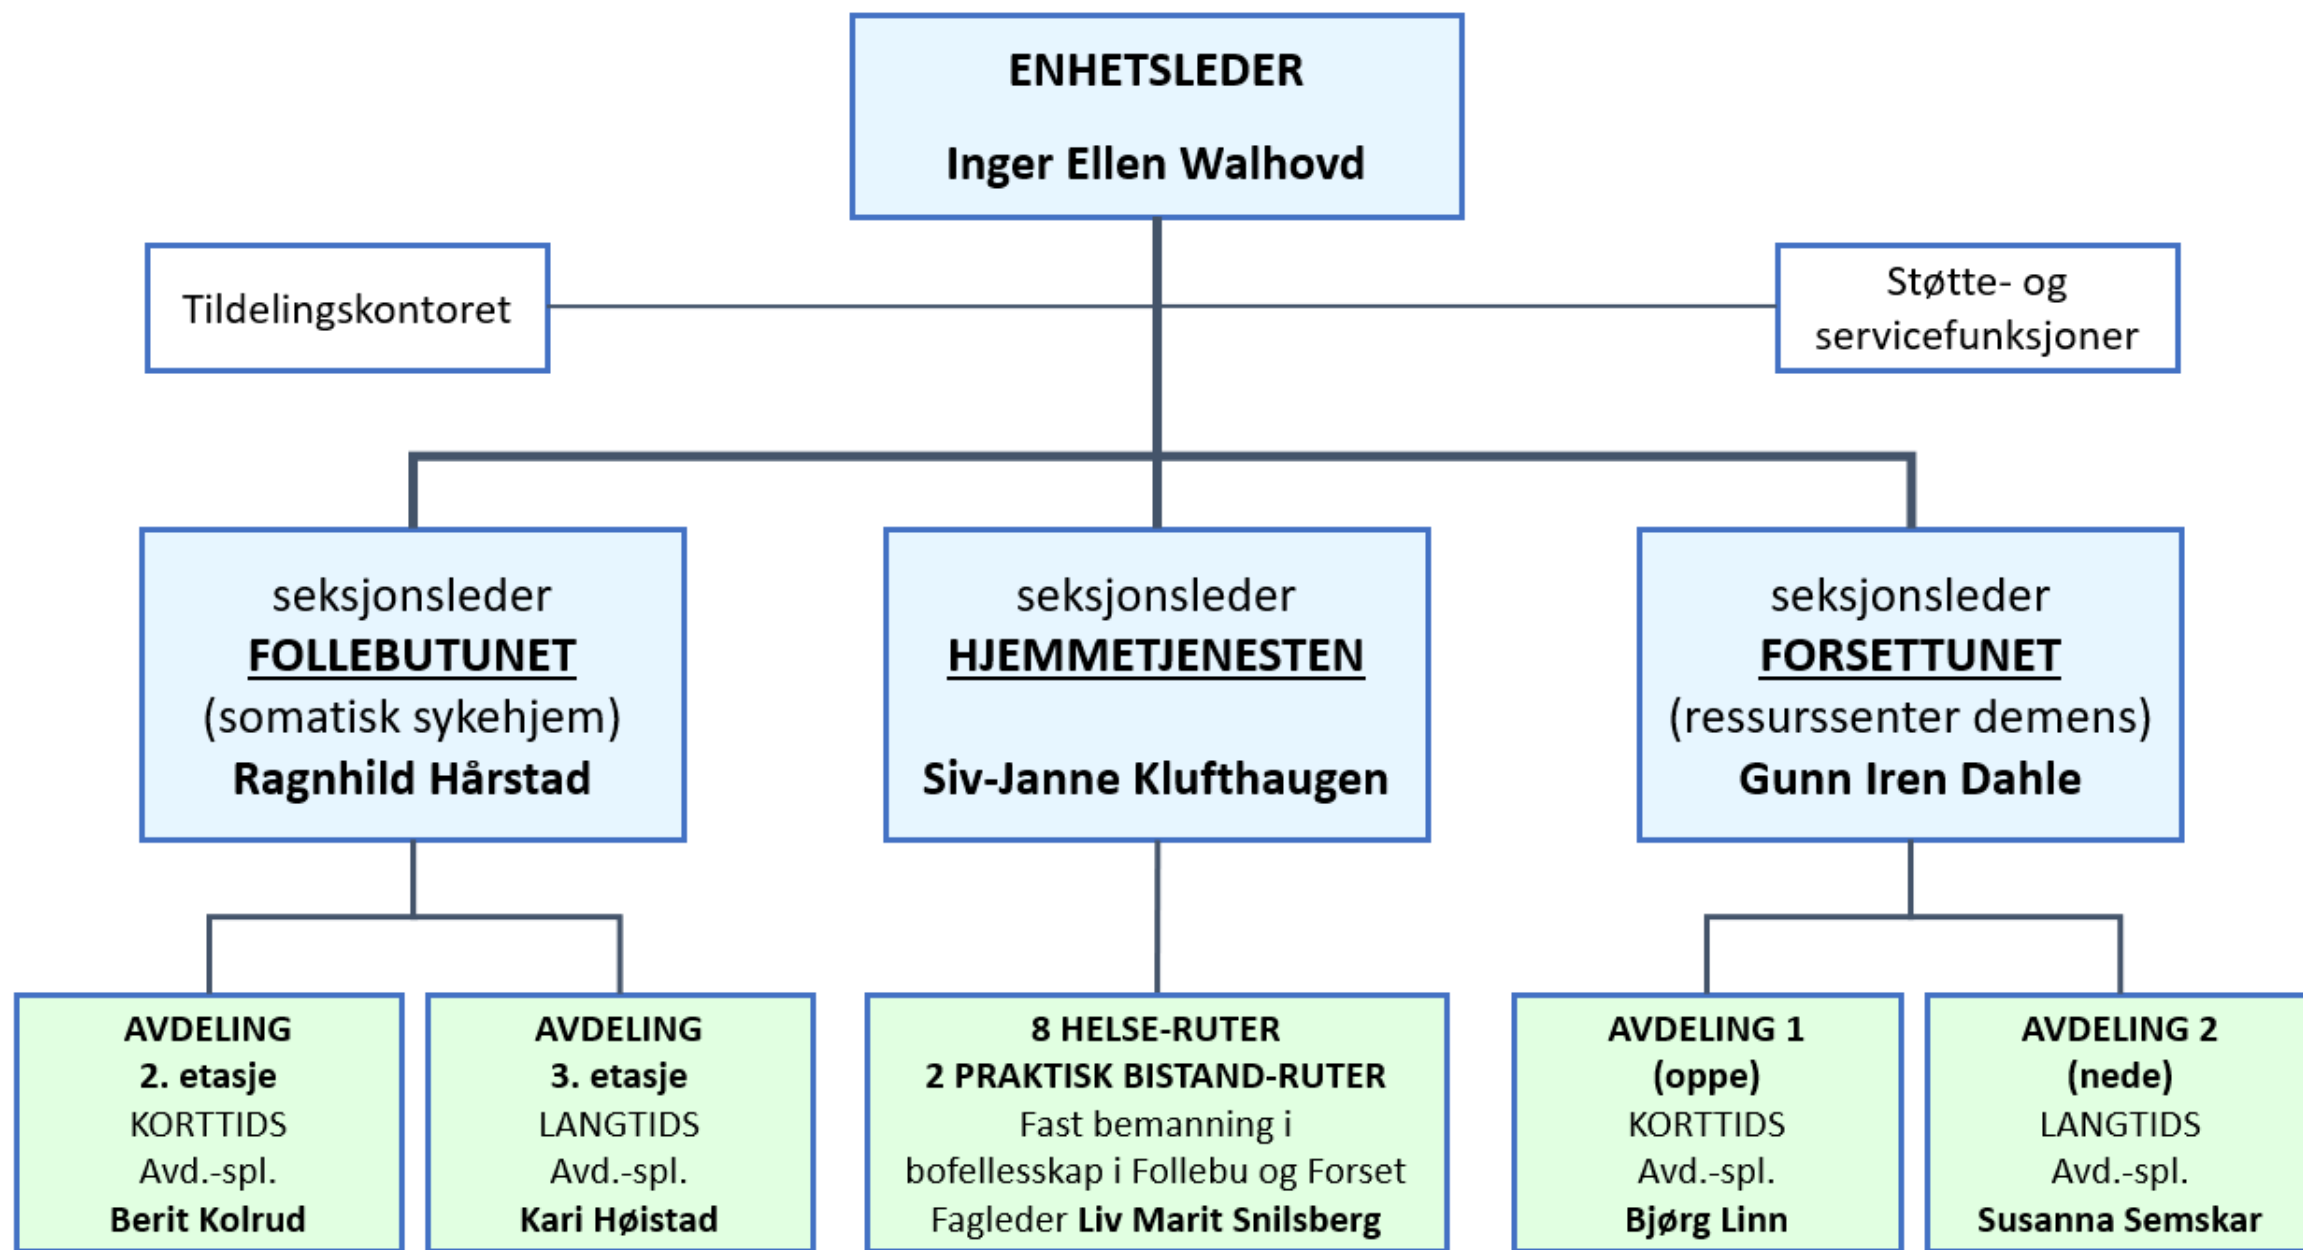 ENHETSLEDER
Inger Ellen Walhovd
Tildelingskontoret
Støtte- og
servicefunksjoner
seksjonsleder
FOLLEBUTUNET
(somatisk sykehjem)
Ragnhild Hårstad
seksjonsleder
HJEMMETJENESTEN
Siv-Janne Klufthaugen
seksjonsleder
FORSETTUNET
(ressurssenter demens)
Gunn Iren Dahle
AVDELING
2. etasje
KORTTIDS
Avd.-spl.
Berit Kolrud
AVDELING
3. etasje
LANGTIDS
Avd.-spl.
Kari Høistad
8 HELSE-RUTER
2 PRAKTISK BISTAND-RUTER
Fast bemanning i
bofellesskap i Follebu og Forset
Fagleder Liv Marit Snilsberg
AVDELING 1
(oppe)
KORTTIDS
Avd.-spl.
Bjørg Linn
AVDELING 2
(nede)
LANGTIDS
Avd.-spl.
Susanna Semskar